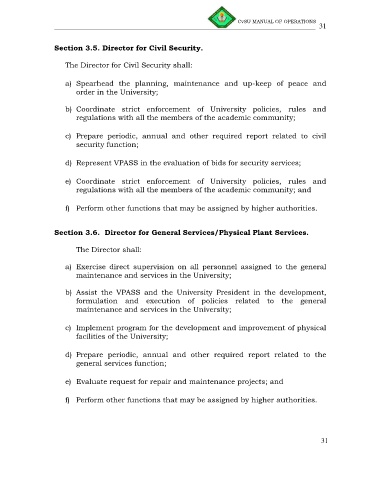 CvSU MANUAL OF OPERATIONS
31
Section 3.5. Director for Civil Security.
The Director for Civil Security shall:
a) Spearhead the planning, maintenance and up-keep of peace and
order in the University;
b) Coordinate strict enforcement of University policies, rules and
regulations with all the members of the academic community;
c) Prepare periodic, annual and other required report related to civil
security function;
d) Represent VPASS in the evaluation of bids for security services;
e) Coordinate strict enforcement of University policies, rules and
regulations with all the members of the academic community; and
f) Perform other functions that may be assigned by higher authorities.
Section 3.6. Director for General Services/Physical Plant Services.
The Director shall:
a) Exercise direct supervision on all personnel assigned to the general
maintenance and services in the University;
b) Assist the VPASS and the University President in the development,
formulation and execution of policies related to the general
maintenance and services in the University;
c) Implement program for the development and improvement of physical
facilities of the University;
d) Prepare periodic, annual and other required report related to the
general services function;
e) Evaluate request for repair and maintenance projects; and
f) Perform other functions that may be assigned by higher authorities.
31